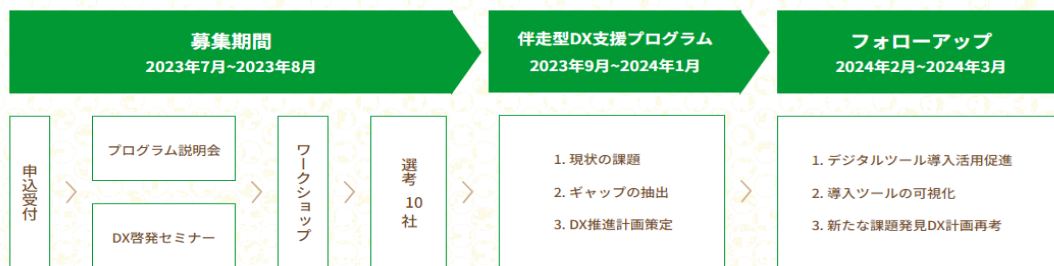 募集期間
2023年7月~2023年8月
伴走型DX支援プログラム
2023年9月~2024年1月
フォローアップ
2024年2月~2024年3月
申込受付
プログラム説明会
DX啓発セミナー
ワークショップ
選考 10社
1. 現状の課題
2. ギャップの抽出
3. DX推進計画策定
1. デジタルツール導入活用促進
2. 導入ツールの可視化
3. 新たな課題発見DX計画再考